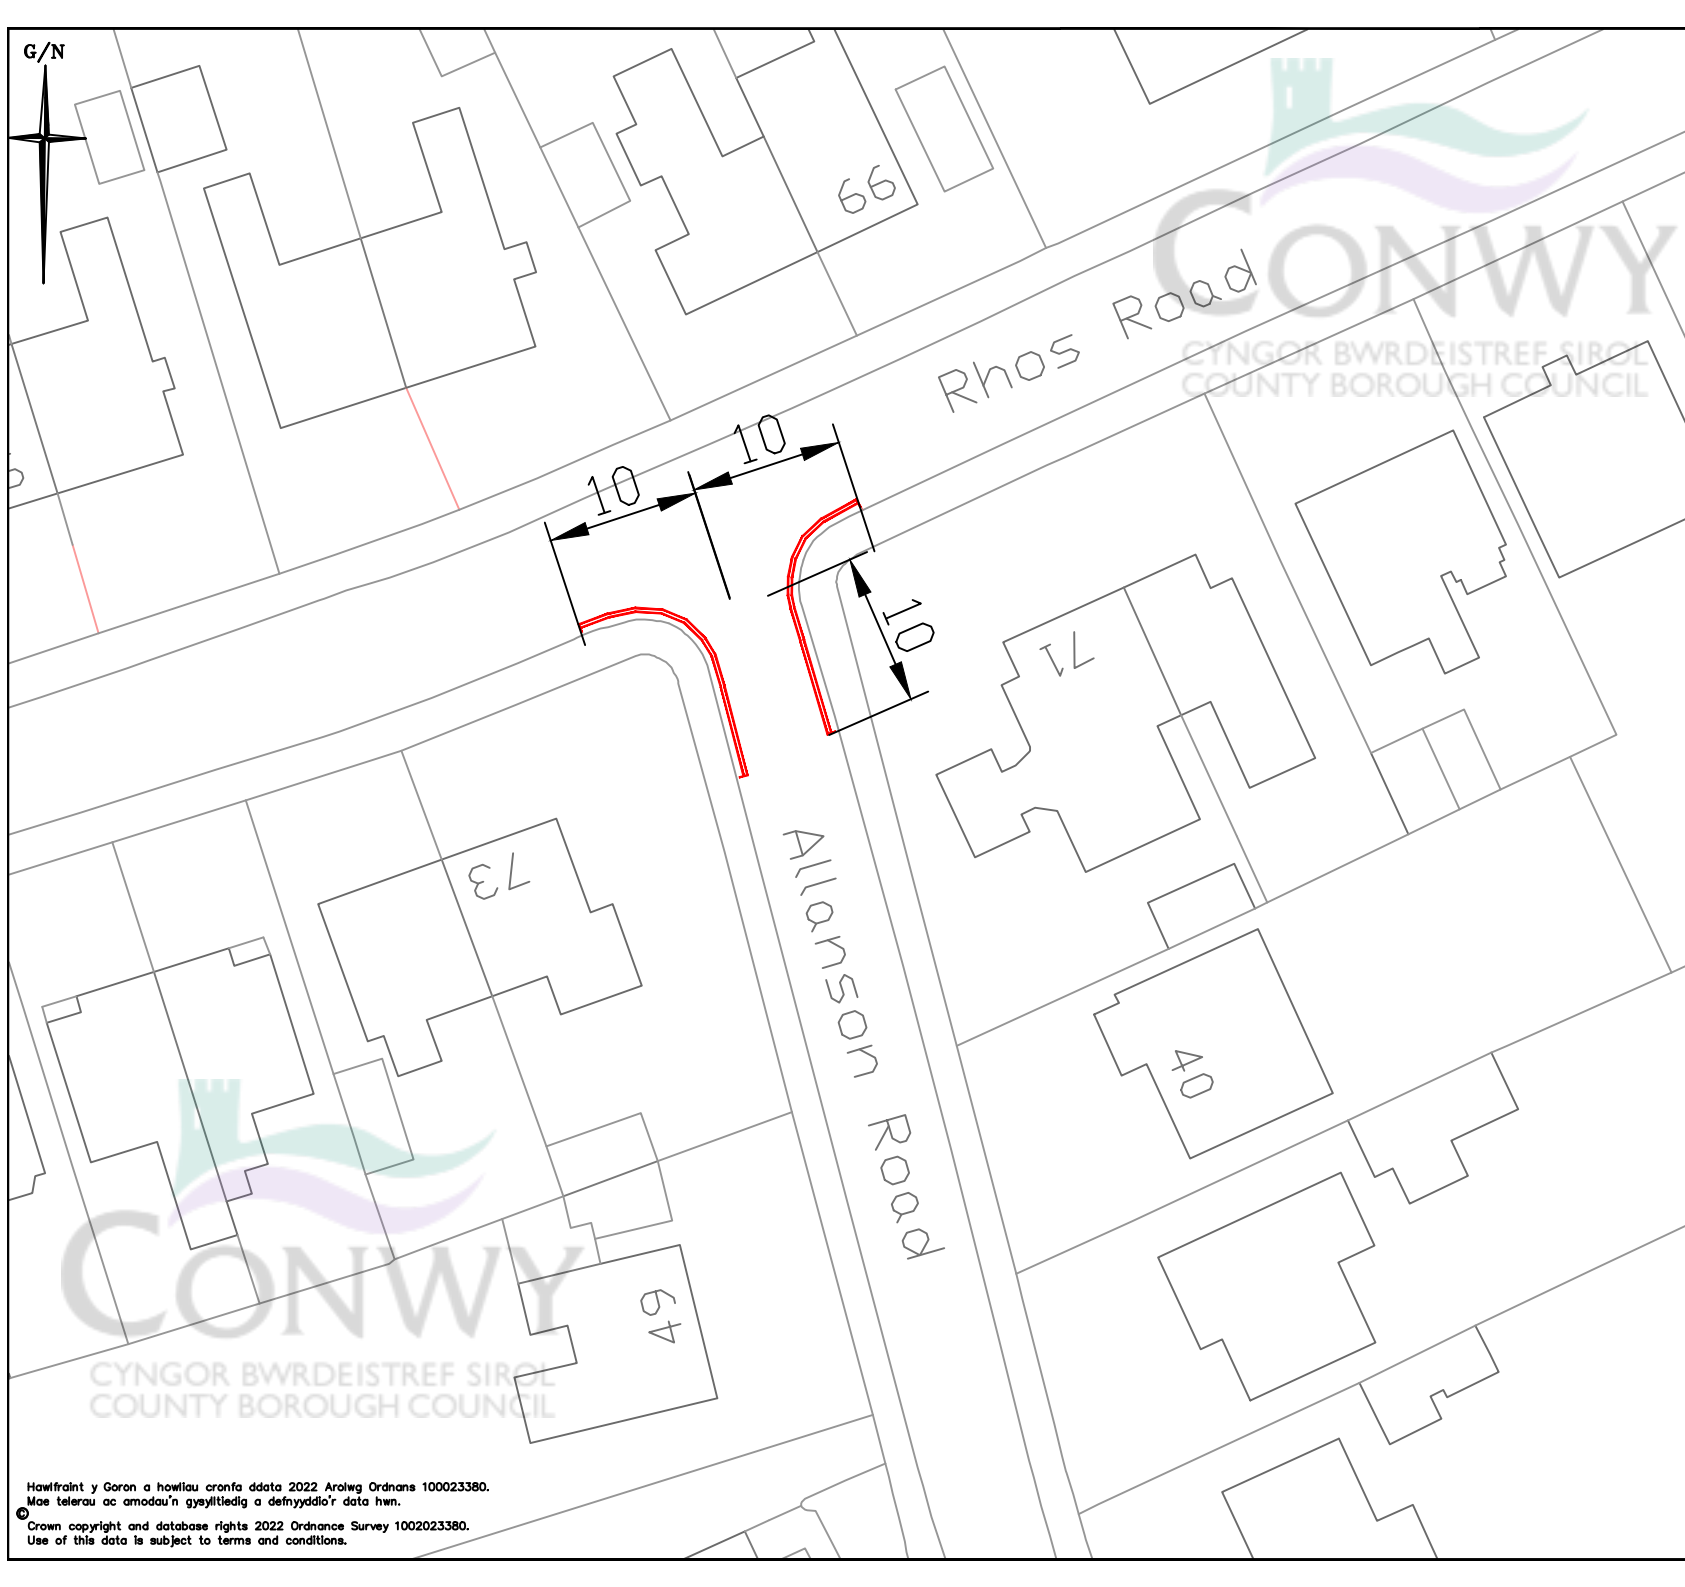 G/N
66
CONWY
CYNGOR BWRDEISTREF SIROL
COUNTY BOROUGH COUNCIL
Rhos Road
10
10
10
71
73
Allanson Road
40
CONWY
CYNGOR BWRDEISTREF SIROL
COUNTY BOROUGH COUNCIL
49
Hawlfraint y Goron a hawliau cronfa ddata 2022 Arolwg Ordnans 100023380.
Mae telerau ac amodau'n gysylltiedig a defnyyddio'r data hwn.
©
Crown copyright and database rights 2022 Ordnance Survey 1002023380.
Use of this data is subject to terms and conditions.